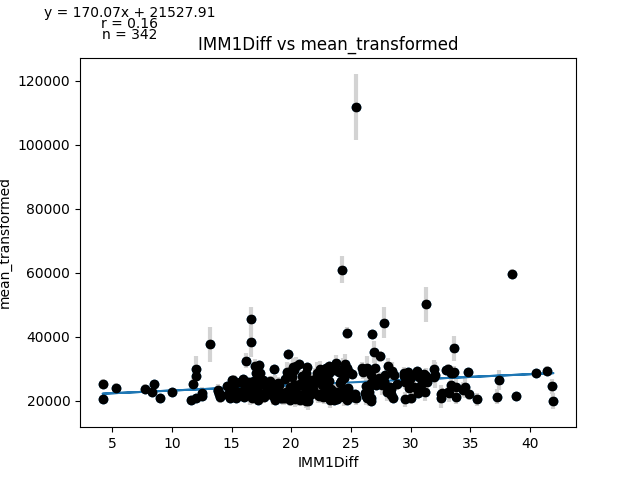 y = 170.07x + 21527.91
r = 0.16
n = 342
IMM1Diff vs mean_transformed
120000
100000
80000
60000
40000
20000
mean_transformed
5 10 15 20 25 30 35 40
IMM1Diff